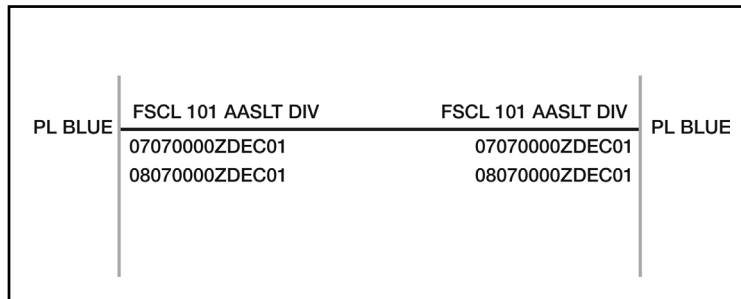 FSCL 101 AASLT DIV FSCL 101 AASLT DIV
PL BLUE PL BLUE
07070000ZDEC01 07070000ZDEC01
08070000ZDEC01 08070000ZDEC01